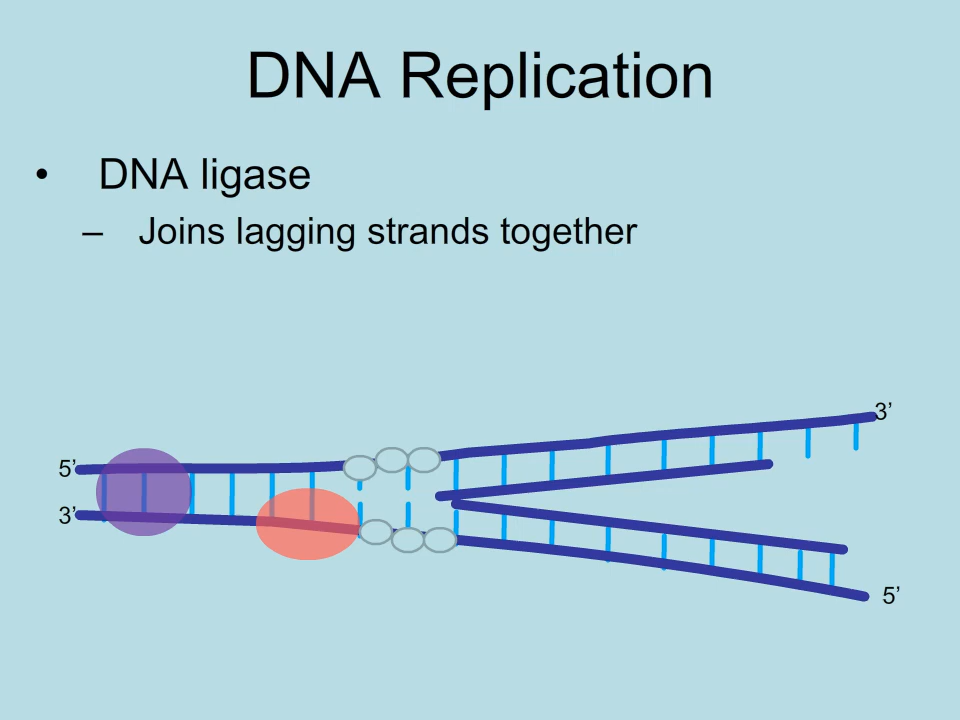 DNA Replication
• DNA ligase
– Joins lagging strands together
3’
5’
3’
5’